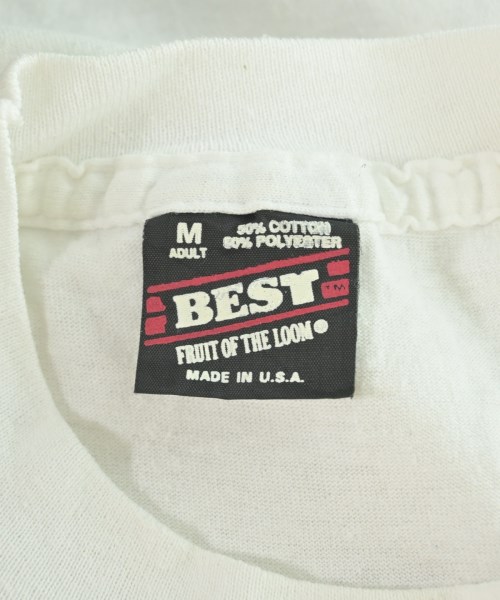 M
ADULT
50% COTTON
50% POLYESTER
BEST
FRUIT OF THE LOOM®
MADE IN U.S.A.